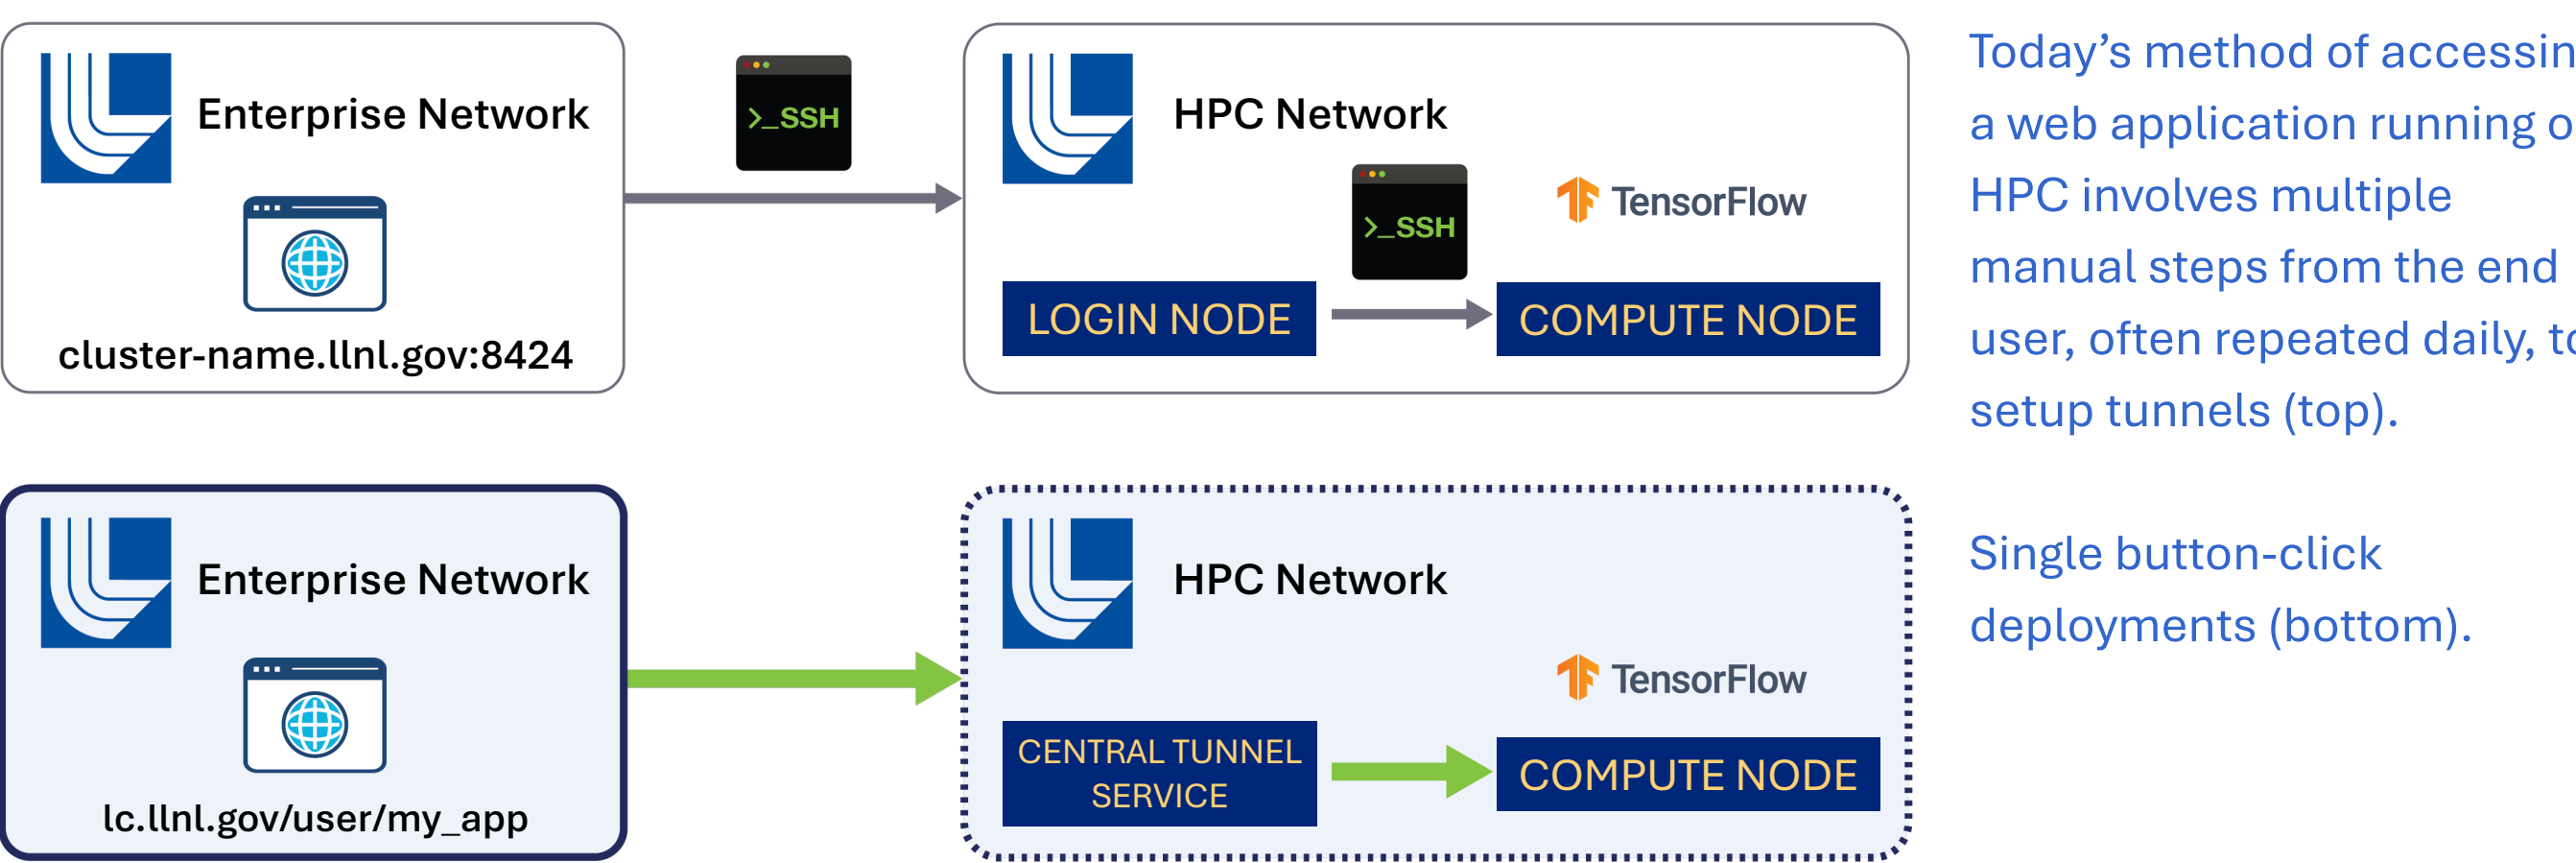 Enterprise Network
cluster-name.llnl.gov:8424
>_SSH
HPC Network
>_SSH
TensorFlow
LOGIN NODE
COMPUTE NODE
Today's method of accessin
a web application running o
HPC involves multiple
manual steps from the end
user, often repeated daily, to
setup tunnels (top).
Enterprise Network
lc.llnl.gov/user/my_app
HPC Network
TensorFlow
CENTRAL TUNNEL
SERVICE
COMPUTE NODE
Single button-click
deployments (bottom).